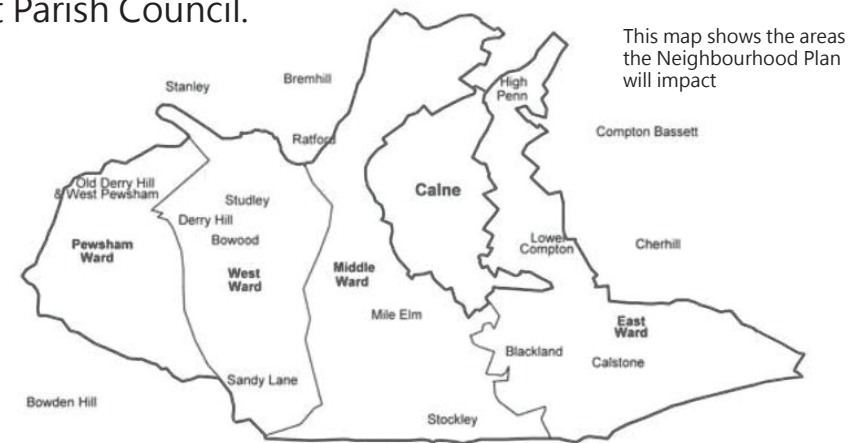 t Parish Council.
This map shows the areas
the Neighbourhood Plan
will impact
Stanley
Bremhill
High
Penn
Compton Bassett
Ratford
Old Derry Hill
& West Pewsham
Calne
Studley
Derry Hill
Bowood
Lower
Compton
Cherhill
Pewsham
Ward
West
Ward
Middle
Ward
Mile Elm
East
Ward
Blackland
Calstone
Sandy Lane
Bowden Hill
Stockley